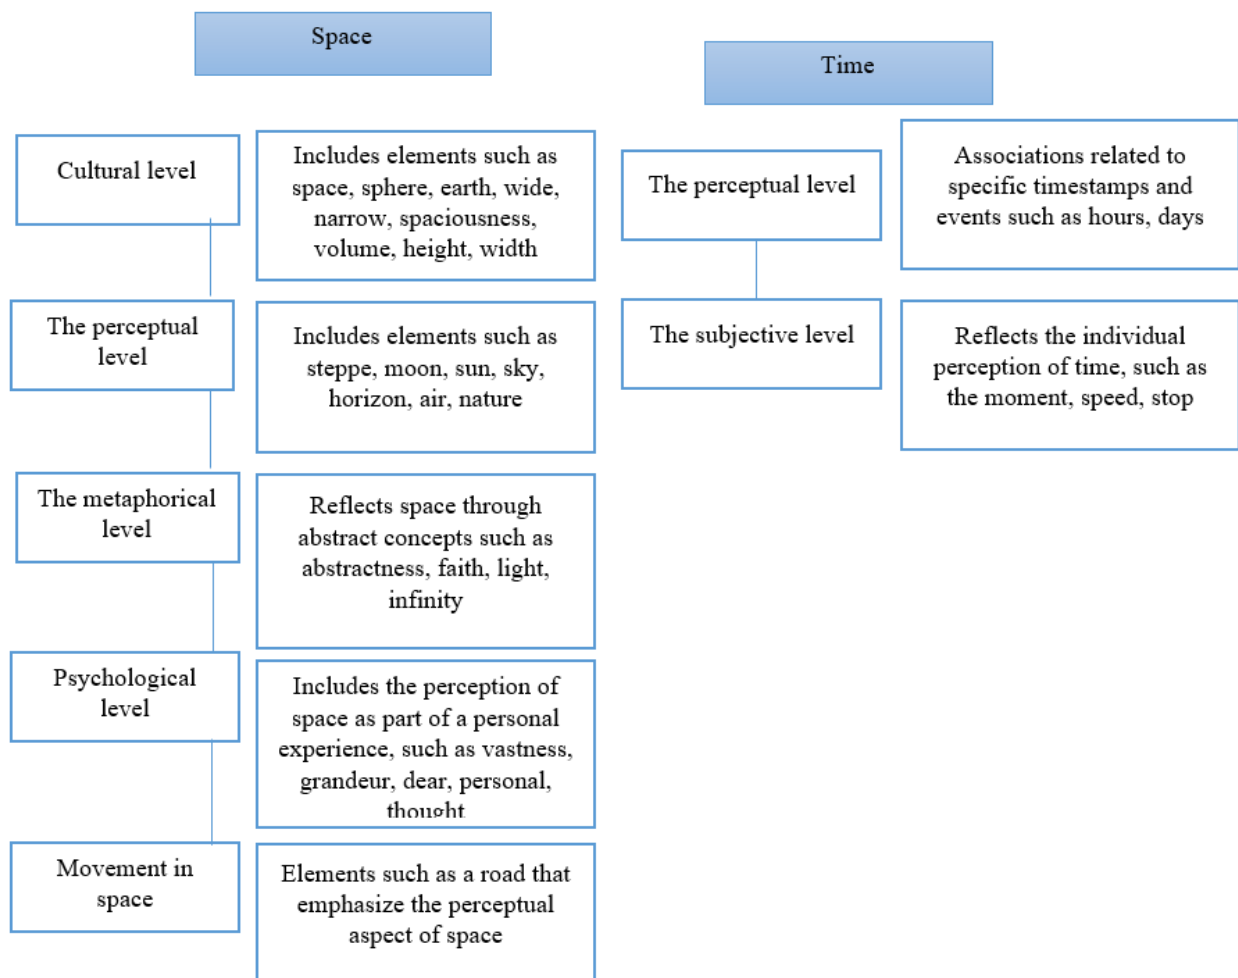 Space
Cultural level
Includes elements such as
space, sphere, earth, wide,
narrow, spaciousness,
volume, height, width
The perceptual
level
Includes elements such as
steppe, moon, sun, sky,
horizon, air, nature
The metaphorical
level
Reflects space through
abstract concepts such as
abstractness, faith, light,
infinity
Psychological
level
Includes the perception of
space as part of a personal
experience, such as vastness,
grandeur, dear, personal,
thought
Movement in
space
Elements such as a road that
emphasize the perceptual
aspect of space
Time
The perceptual level
Associations related to
specific timestamps and
events such as hours, days
The subjective level
Reflects the individual
perception of time, such as
the moment, speed, stop